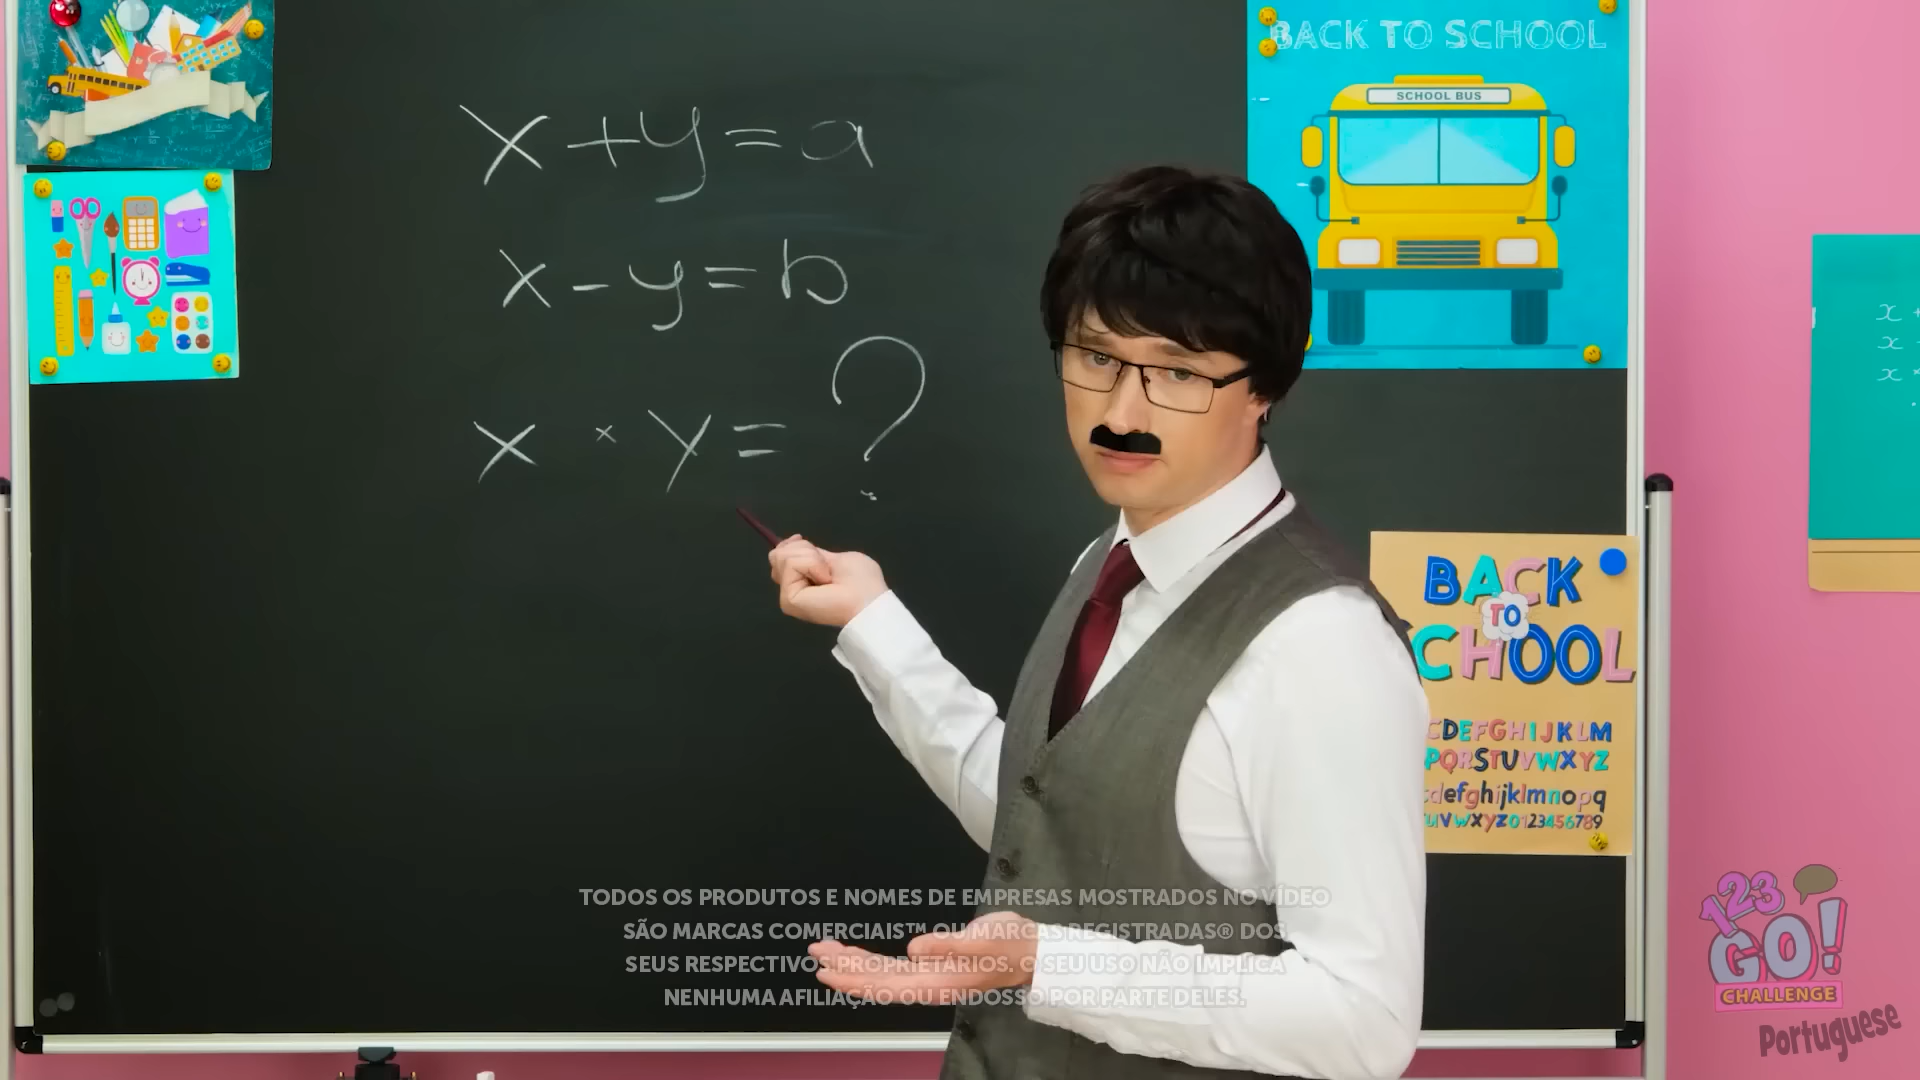 x + y = a
x - y = b
x × y = ?
BACK TO SCHOOL
SCHOOL BUS
BACK
TO
CHOOL
CDEFGHIJKLM
PQRSTUVWXYZ
cdefghijklmnopq
uvwxyz0123456789
TODOS OS PRODUTOS E NOMES DE EMPRESAS MOSTRADOS NO VÍDEO
SÃO MARCAS COMERCIAIS™ OU MARCAS REGISTRADAS® DOS
SEUS RESPECTIVOS PROPRIETÁRIOS. O SEU USO NÃO IMPLICA
NENHUMA AFILIAÇÃO OU ENDOSSO POR PARTE DELES.
123
GO!
CHALLENGE
Portuguese